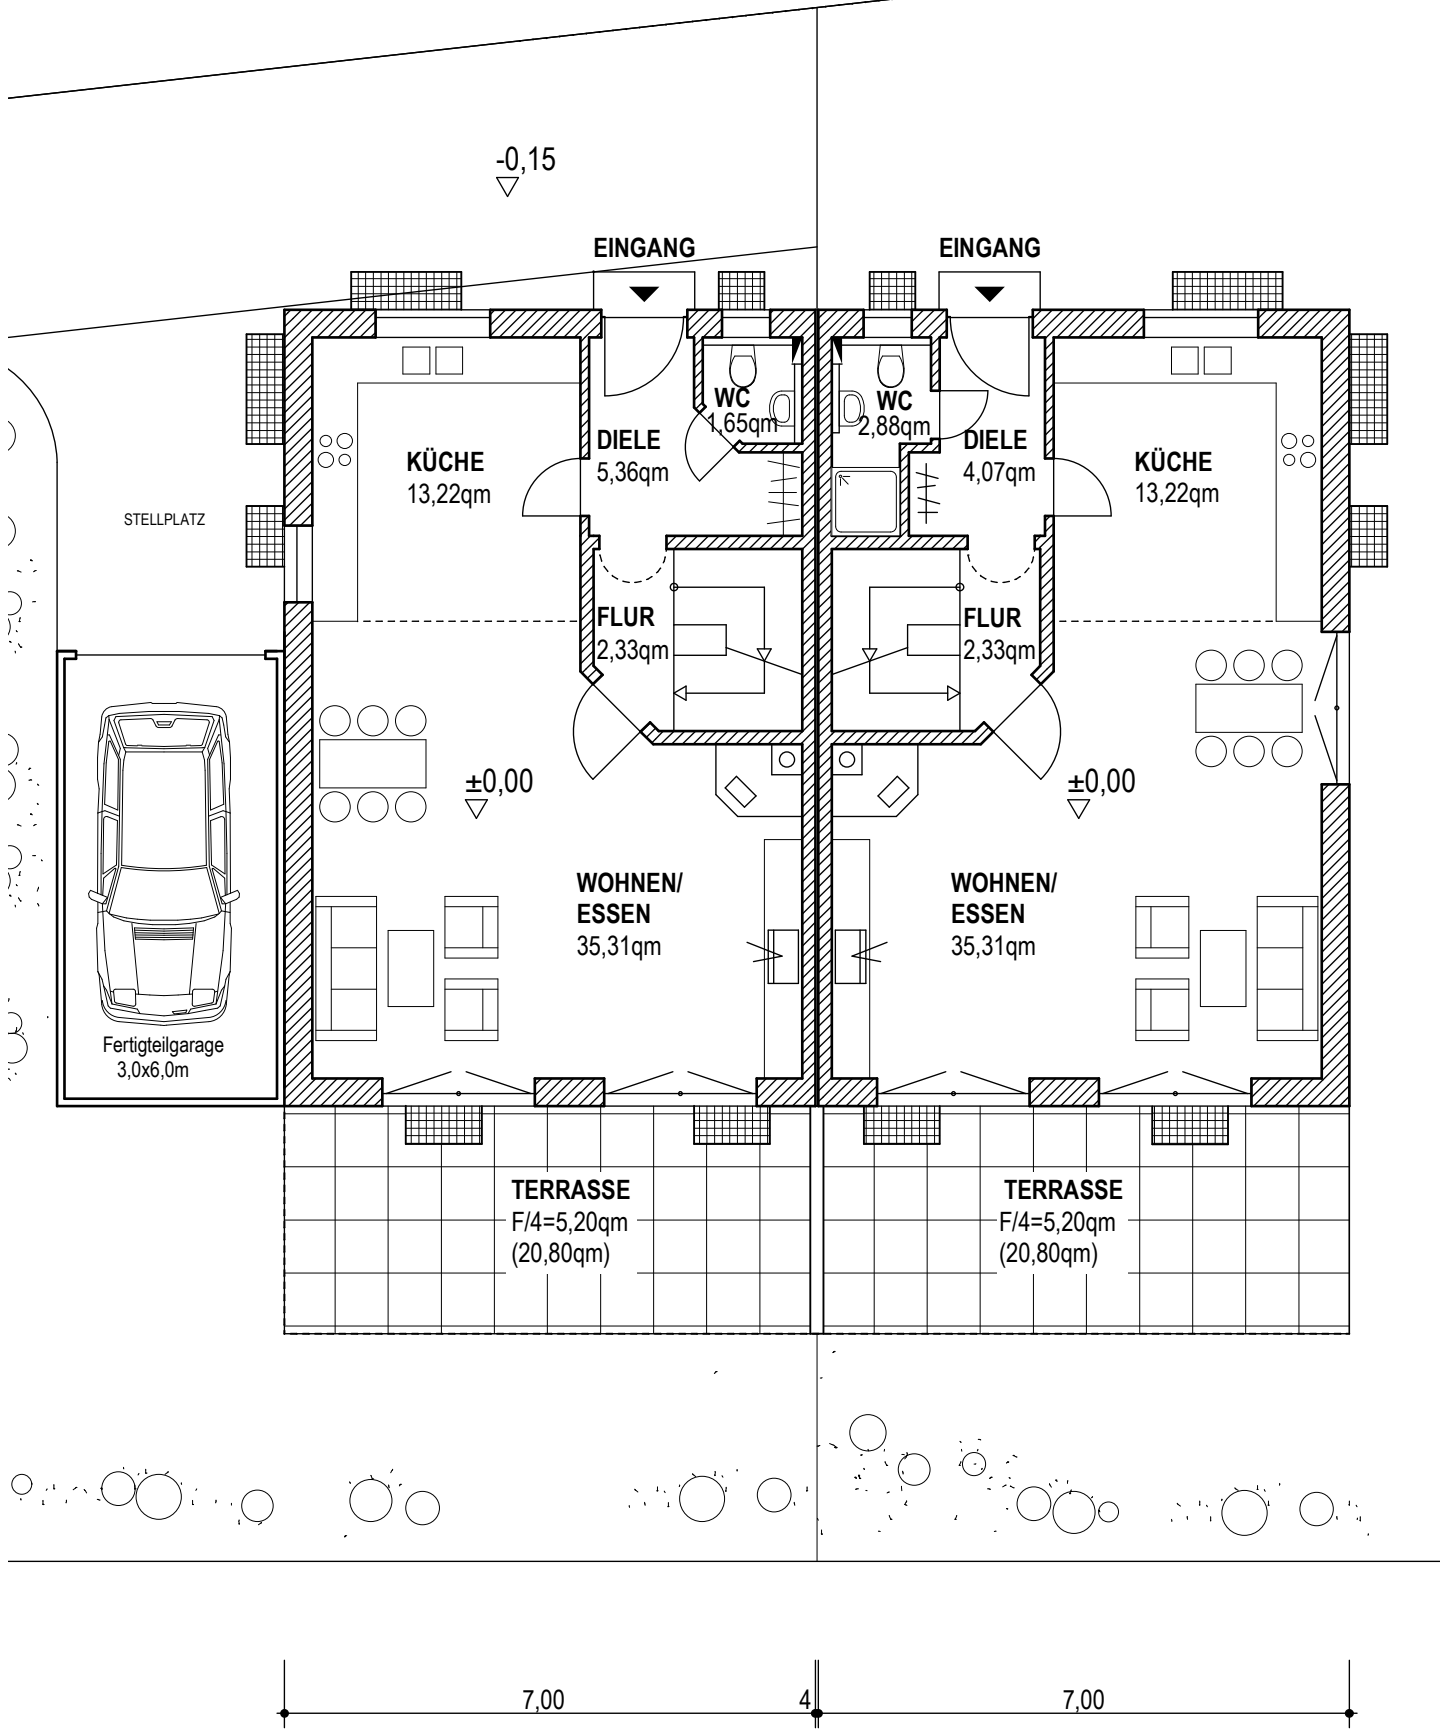 -0,15
EINGANG
EINGANG
WC
1,65qm
WC
2,88qm
DIELE
5,36qm
DIELE
4,07qm
KÜCHE
13,22qm
KÜCHE
13,22qm
STELLPLATZ
FLUR
2,33qm
FLUR
2,33qm
±0,00
±0,00
WOHNEN/
ESSEN
35,31qm
WOHNEN/
ESSEN
35,31qm
Fertigteilgarage
3,0x6,0m
TERRASSE
F/4=5,20qm
(20,80qm)
TERRASSE
F/4=5,20qm
(20,80qm)
7,00
4
7,00